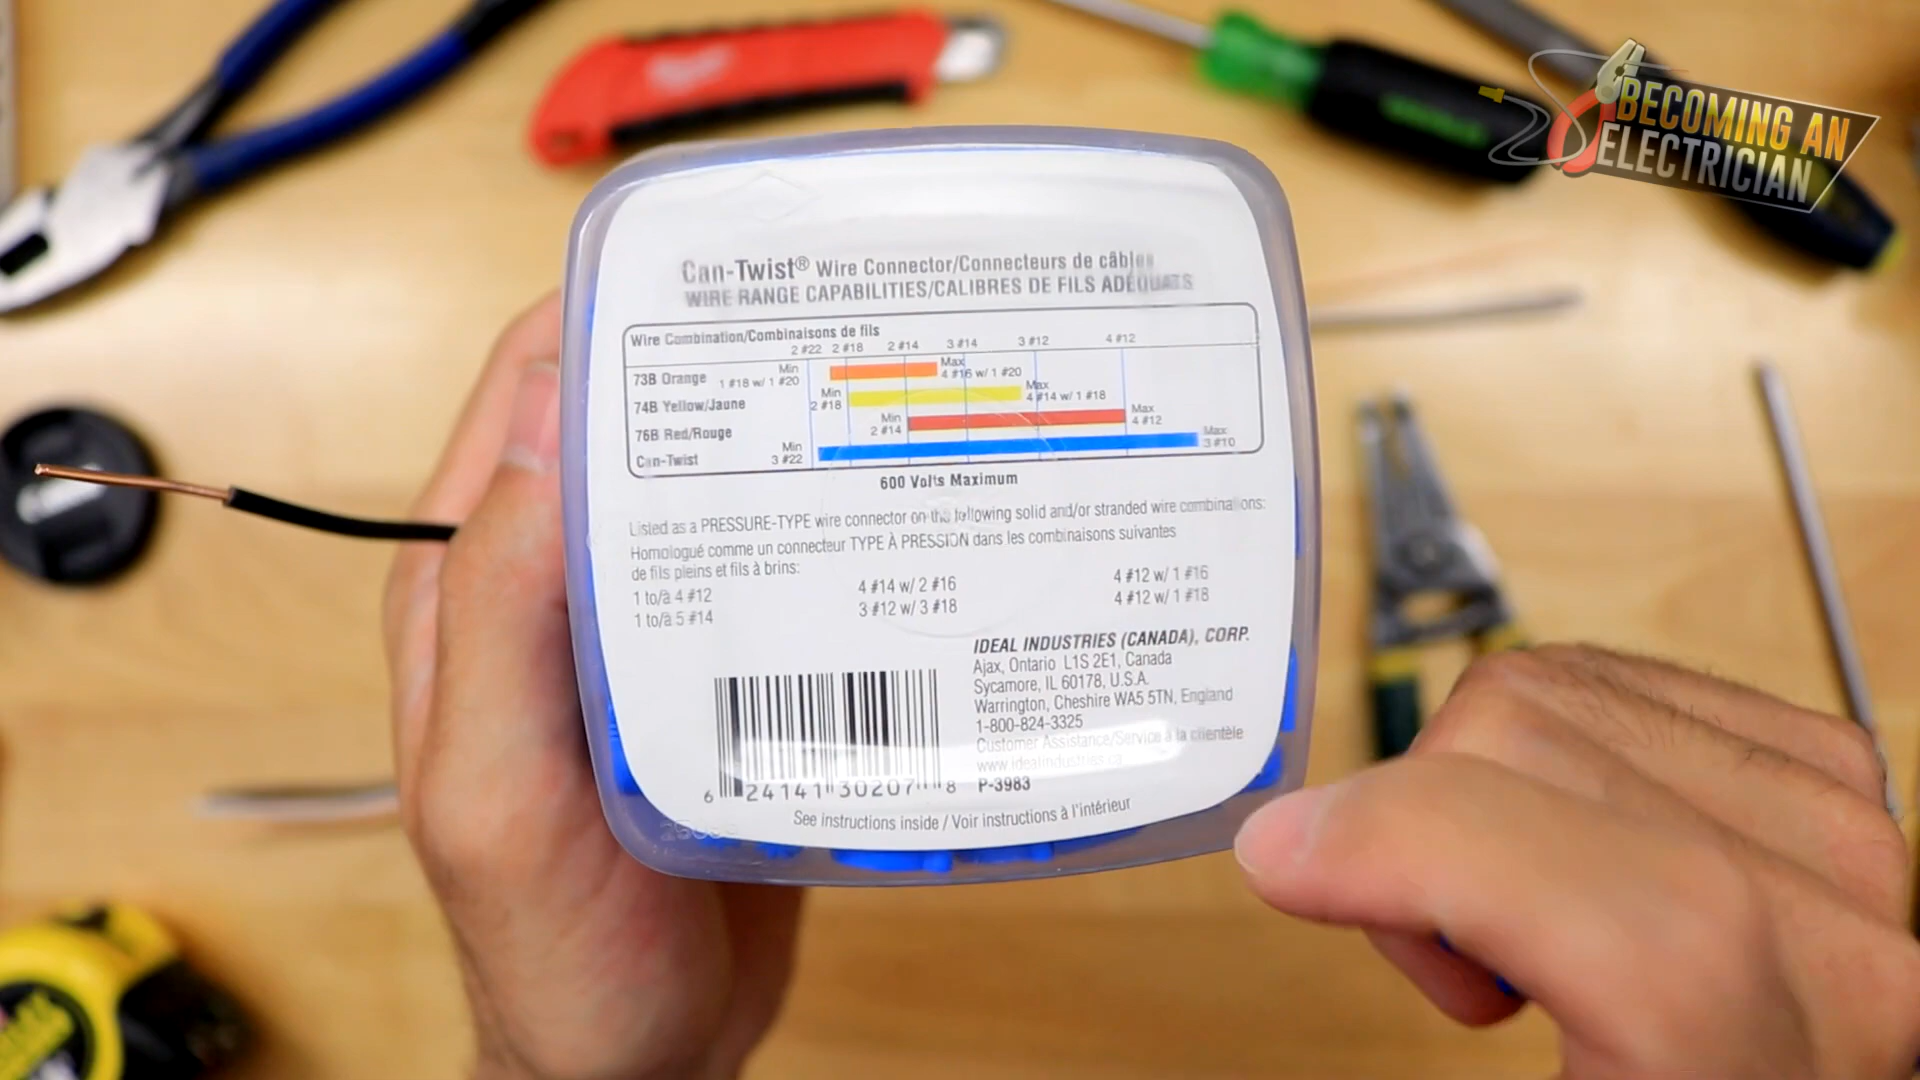 BECOMING AN
ELECTRICIAN
Can-Twist® Wire Connector/Connecteurs de câbles
WIRE RANGE CAPABILITIES/CALIBRES DE FILS ADÉQUATS
Wire Combination/Combinaisons de fils
2 #22 2 #18 2 #14 3 #14 3 #12 4 #12
73B Orange Min 1 #18 w/ 1 #20 Max 4 #16 w/ 1 #20
74B Yellow/Jaune Min 2 #18 Max 4 #14 w/ 1 #18
76B Red/Rouge Min 2 #14 Max 4 #12
Can-Twist Min 3 #22 Max 3 #10
600 Volts Maximum
Listed as a PRESSURE-TYPE wire connector on the following solid and/or stranded wire combinations:
Homologué comme un connecteur TYPE À PRESSION dans les combinaisons suivantes
de fils pleins et fils à brins:
1 to/à 4 #12 4 #14 w/ 2 #16 4 #12 w/ 1 #16
1 to/à 5 #14 3 #12 w/ 3 #18 4 #12 w/ 1 #18
IDEAL INDUSTRIES (CANADA), CORP.
Ajax, Ontario L1S 2E1, Canada
Sycamore, IL 60178, U.S.A.
Warrington, Cheshire WA5 5TN, England
1-800-824-3325
Customer Assistance/Service à la clientèle
www.idealindustries.ca
6 24141 30207 8 P-3983
See instructions inside / Voir instructions à l'intérieur